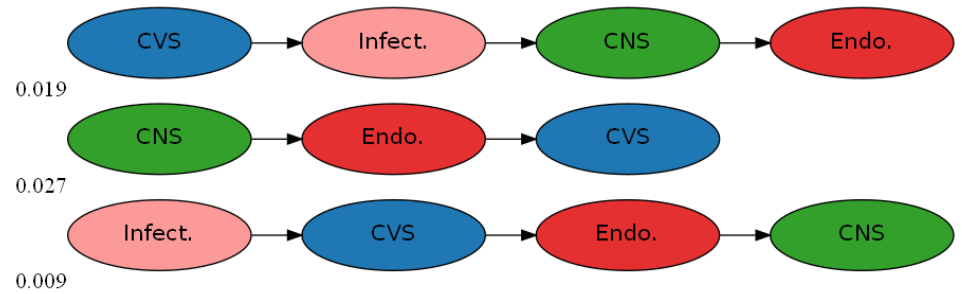 CVS Infect. CNS Endo.
0.019
CNS Endo. CVS
0.027
Infect. CVS Endo. CNS
0.009